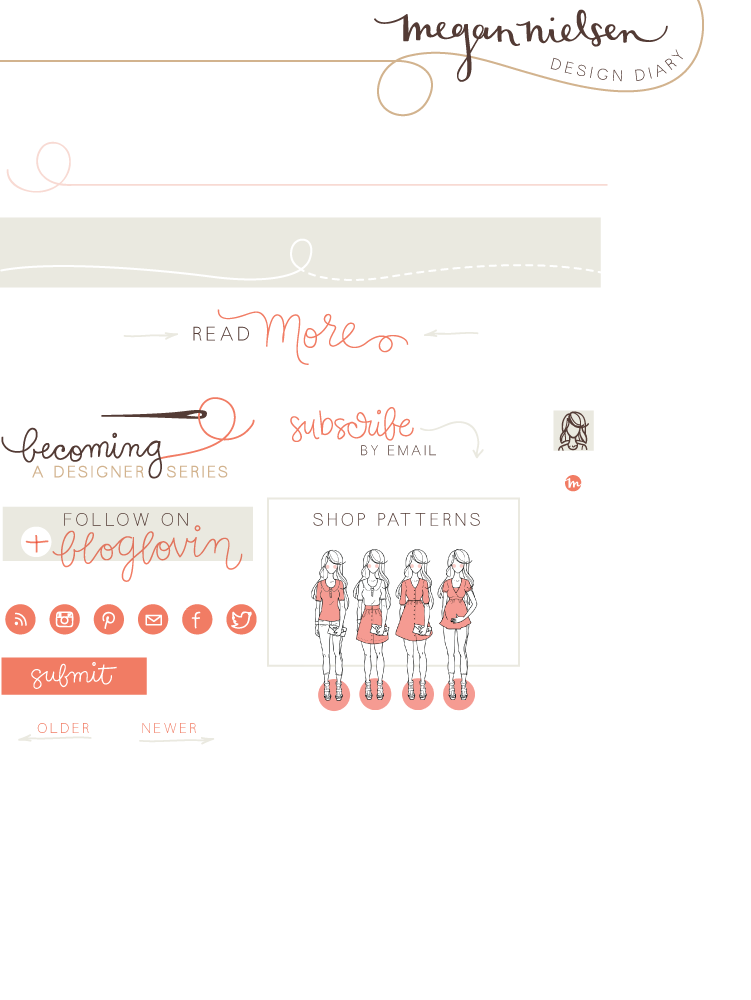 megan nielsen
DESIGN DIARY
READ More
becoming
A DESIGNER SERIES
subscribe
BY EMAIL
m
FOLLOW ON
+ bloglovin
SHOP PATTERNS
f
submit
OLDER
NEWER